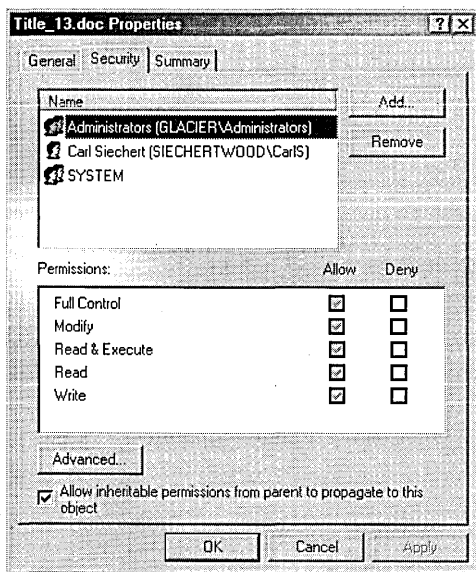 Title_13.doc Properties
General Security Summary
Name
Administrators (GLACIER\Administrators)
Carl Siechert (SIECHERTWOOD\CarlS)
SYSTEM
Add...
Remove
Permissions: Allow Deny
Full Control
Modify
Read & Execute
Read
Write
Advanced...
Allow inheritable permissions from parent to propagate to this
object
OK Cancel Apply